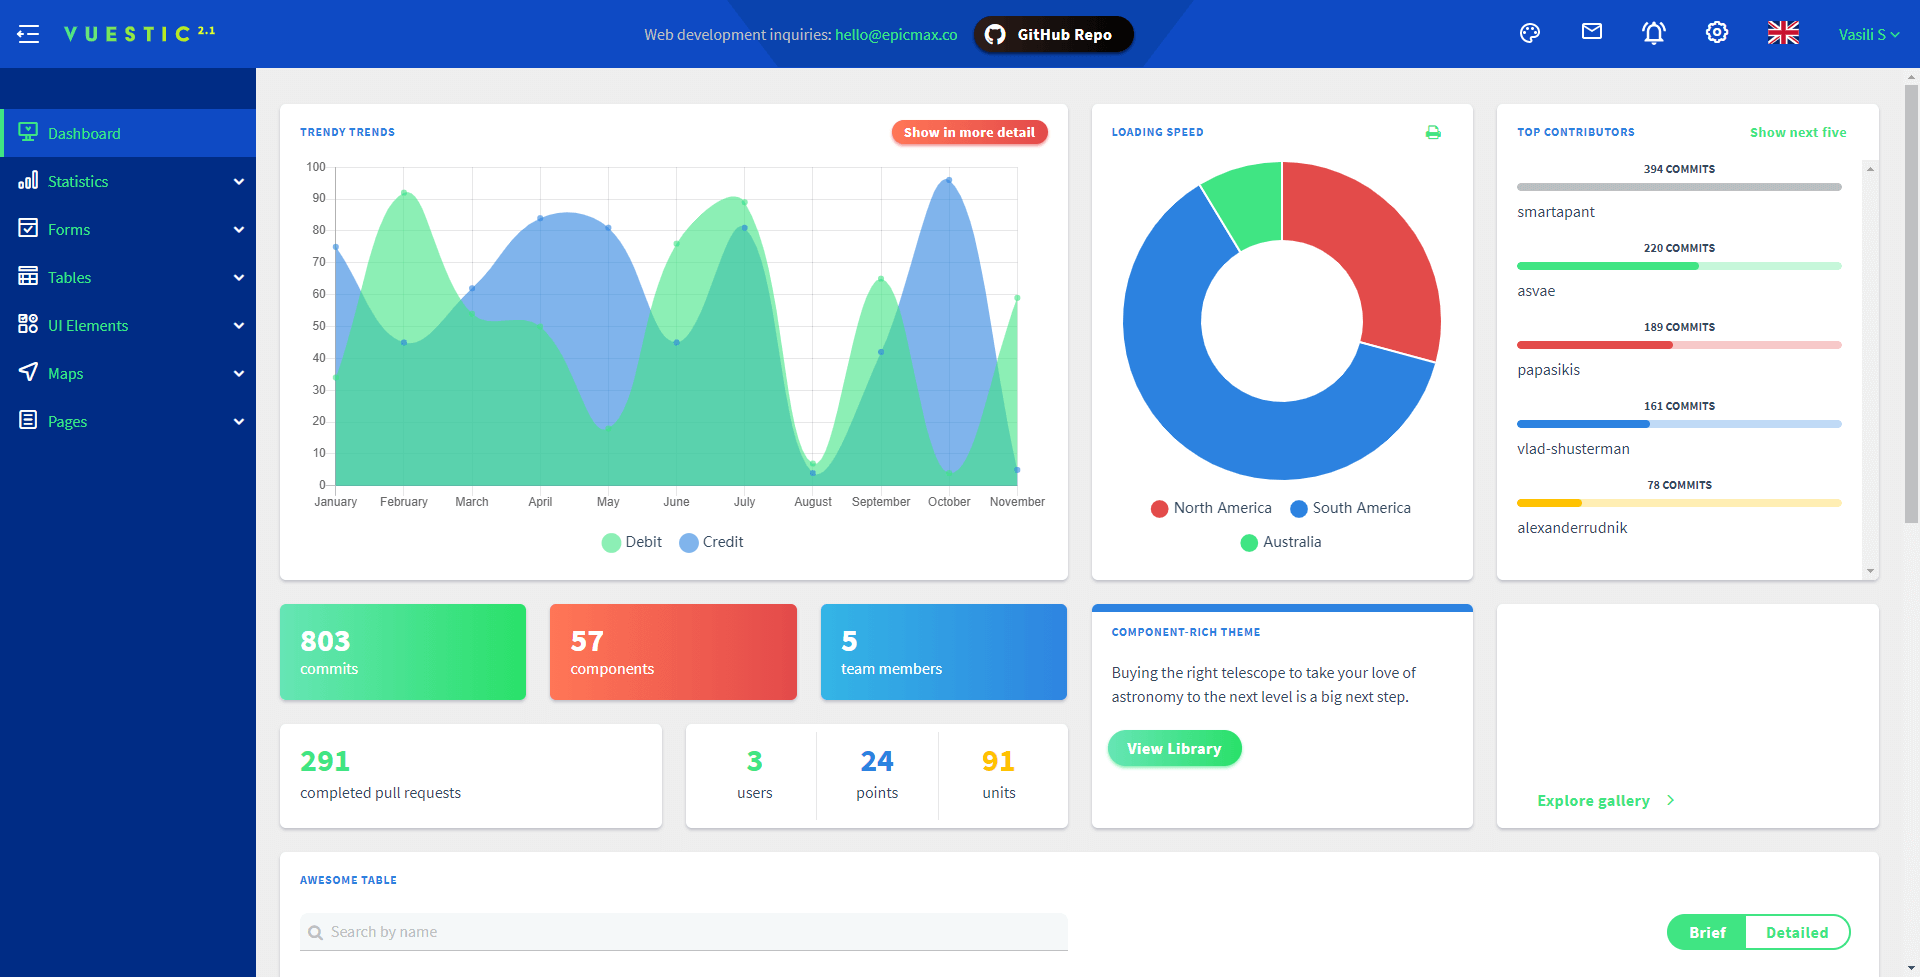 VUESTIC 2.1
Web development inquiries: hello@epicmax.co
GitHub Repo
Vasili S
Dashboard
Statistics
Forms
Tables
UI Elements
Maps
Pages
TRENDY TRENDS
Show in more detail
100
90
80
70
60
50
40
30
20
10
0
January February March April May June July August September October November
Debit Credit
LOADING SPEED
North America South America
Australia
TOP CONTRIBUTORS
Show next five
394 COMMITS
smartapant
220 COMMITS
asvae
189 COMMITS
papasikis
161 COMMITS
vlad-shusterman
78 COMMITS
alexanderrudnik
803
commits
57
components
5
team members
291
completed pull requests
3
users
24
points
91
units
COMPONENT-RICH THEME
Buying the right telescope to take your love of
astronomy to the next level is a big next step.
View Library
Explore gallery
AWESOME TABLE
Search by name
Brief
Detailed